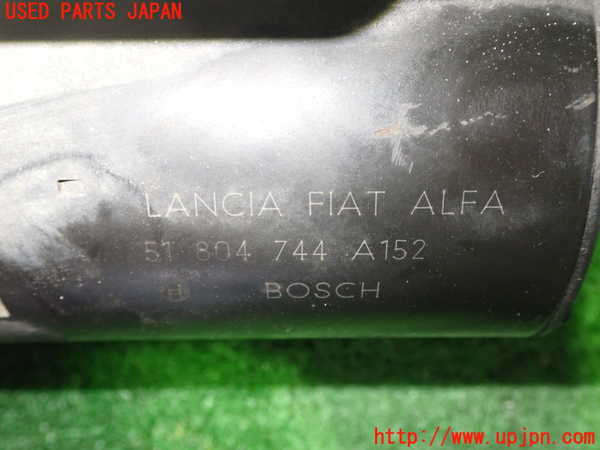 USED PARTS JAPAN
LANCIA FIAT ALFA
51 804 744 A152
BOSCH
http://www.upjpn.com/